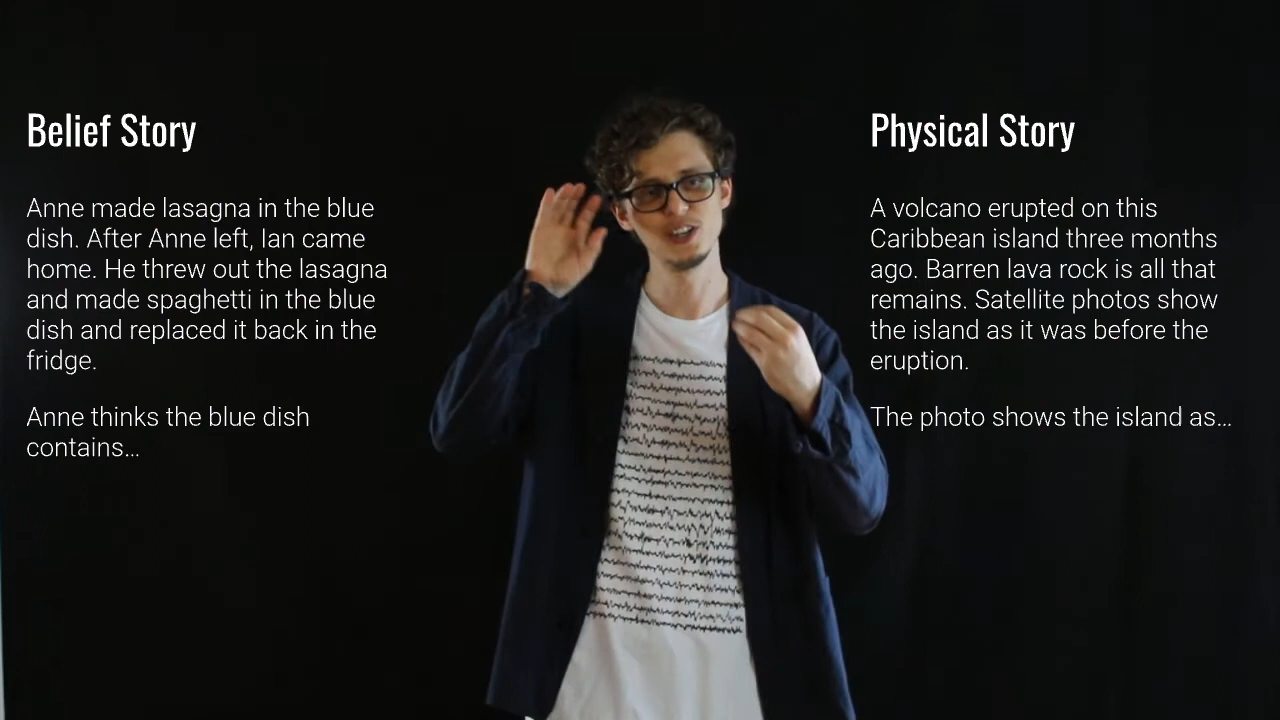 Belief Story
Anne made lasagna in the blue
dish. After Anne left, Ian came
home. He threw out the lasagna
and made spaghetti in the blue
dish and replaced it back in the
fridge.
Anne thinks the blue dish
contains...
Physical Story
A volcano erupted on this
Caribbean island three months
ago. Barren lava rock is all that
remains. Satellite photos show
the island as it was before the
eruption.
The photo shows the island as...